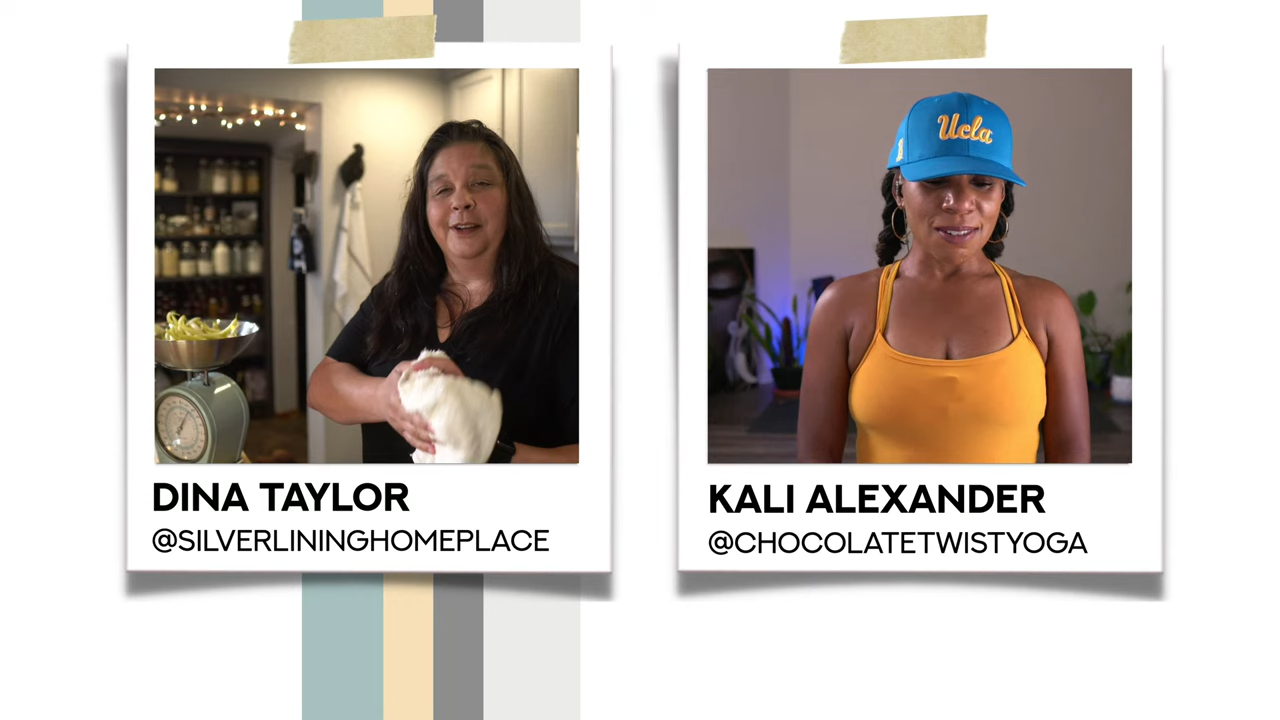 Ucla
DINA TAYLOR
@SILVERLININGHOMEPLACE
KALI ALEXANDER
@CHOCOLATETWISTYOGA